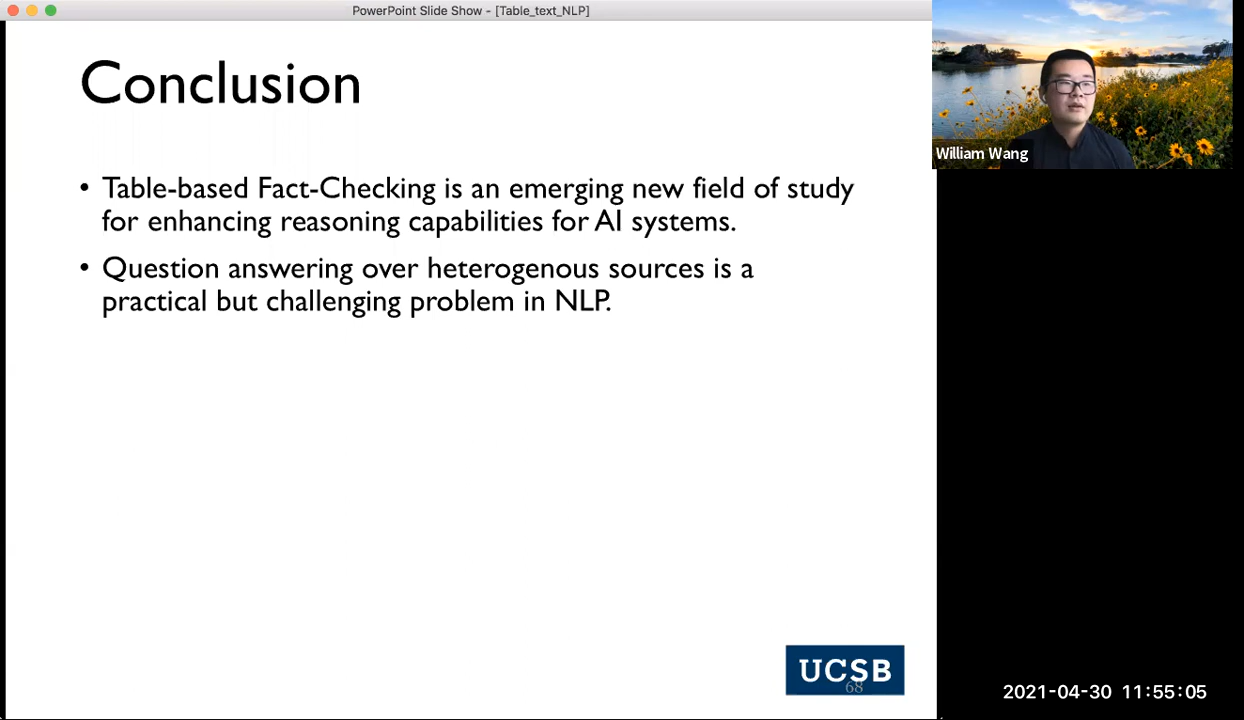 PowerPoint Slide Show - [Table_text_NLP]
Conclusion
• Table-based Fact-Checking is an emerging new field of study
for enhancing reasoning capabilities for AI systems.
• Question answering over heterogenous sources is a
practical but challenging problem in NLP.
William Wang
UCSB
68
2021-04-30 11:55:05